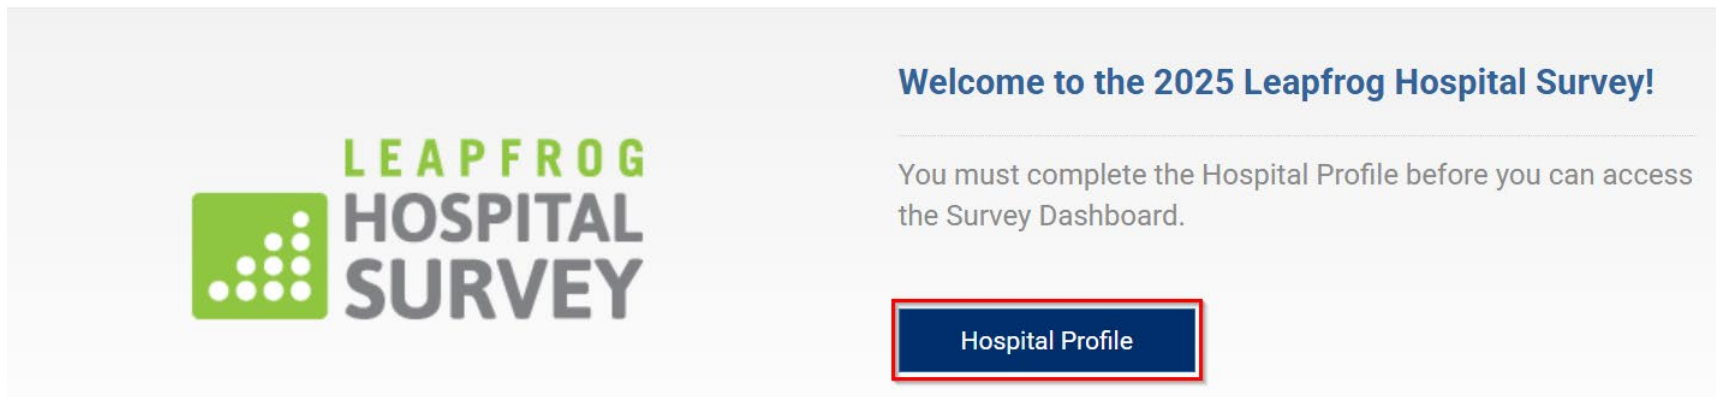 LEAPFROG
HOSPITAL
SURVEY
Welcome to the 2025 Leapfrog Hospital Survey!
You must complete the Hospital Profile before you can access
the Survey Dashboard.
Hospital Profile